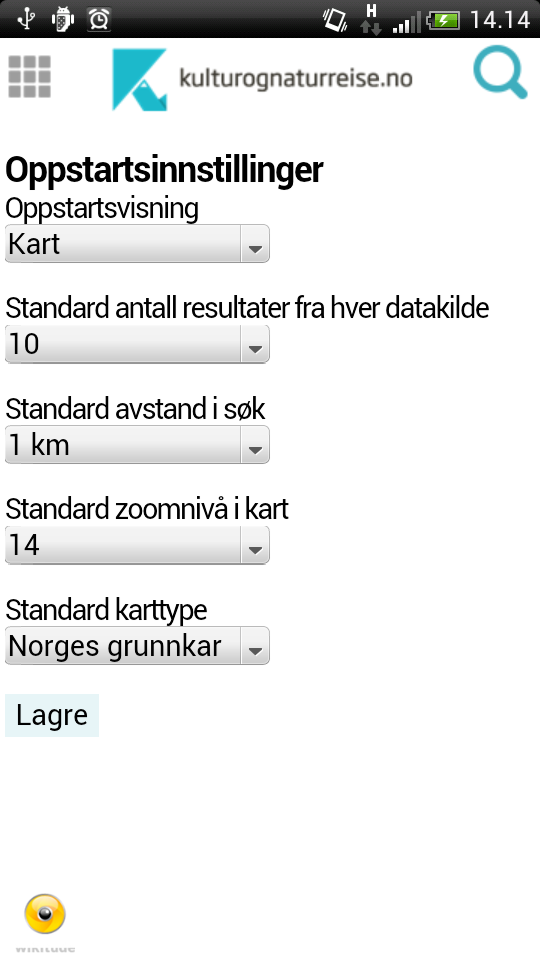 H
14.14
kulturognaturreise.no
Oppstartsinnstillinger
Oppstartsvisning
Kart
Standard antall resultater fra hver datakilde
10
Standard avstand i søk
1 km
Standard zoomnivå i kart
14
Standard karttype
Norges grunnkar
Lagre
wikitude